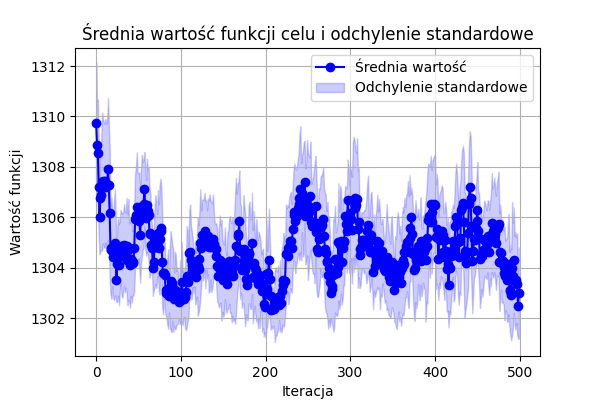 Średnia wartość funkcji celu i odchylenie standardowe
Średnia wartość
Odchylenie standardowe
Wartość funkcji
1312
1310
1308
1306
1304
1302
0 100 200 300 400 500
Iteracja